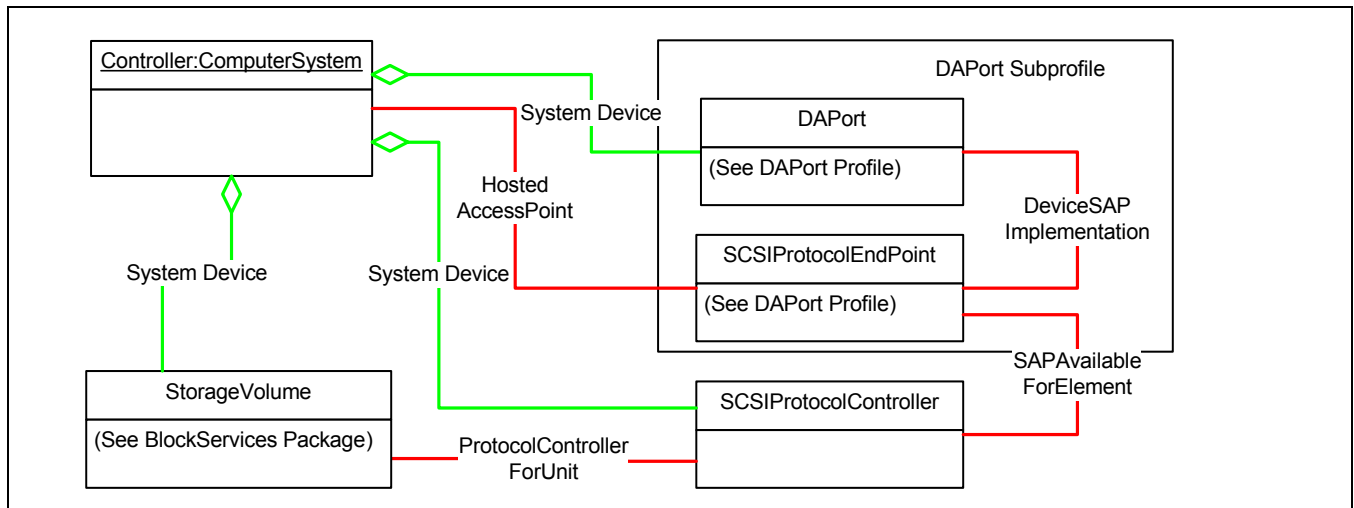 Controller:ComputerSystem
DAPort Subprofile
System Device
DAPort
(See DAPort Profile)
Hosted
AccessPoint
DeviceSAP
Implementation
SCSIProtocolEndPoint
(See DAPort Profile)
System Device
System Device
SAPAvailable
ForElement
StorageVolume
(See BlockServices Package)
ProtocolController
ForUnit
SCSIProtocolController